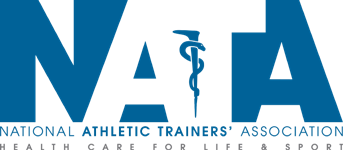 NATA
NATIONAL ATHLETIC TRAINERS' ASSOCIATION
HEALTH CARE FOR LIFE & SPORT